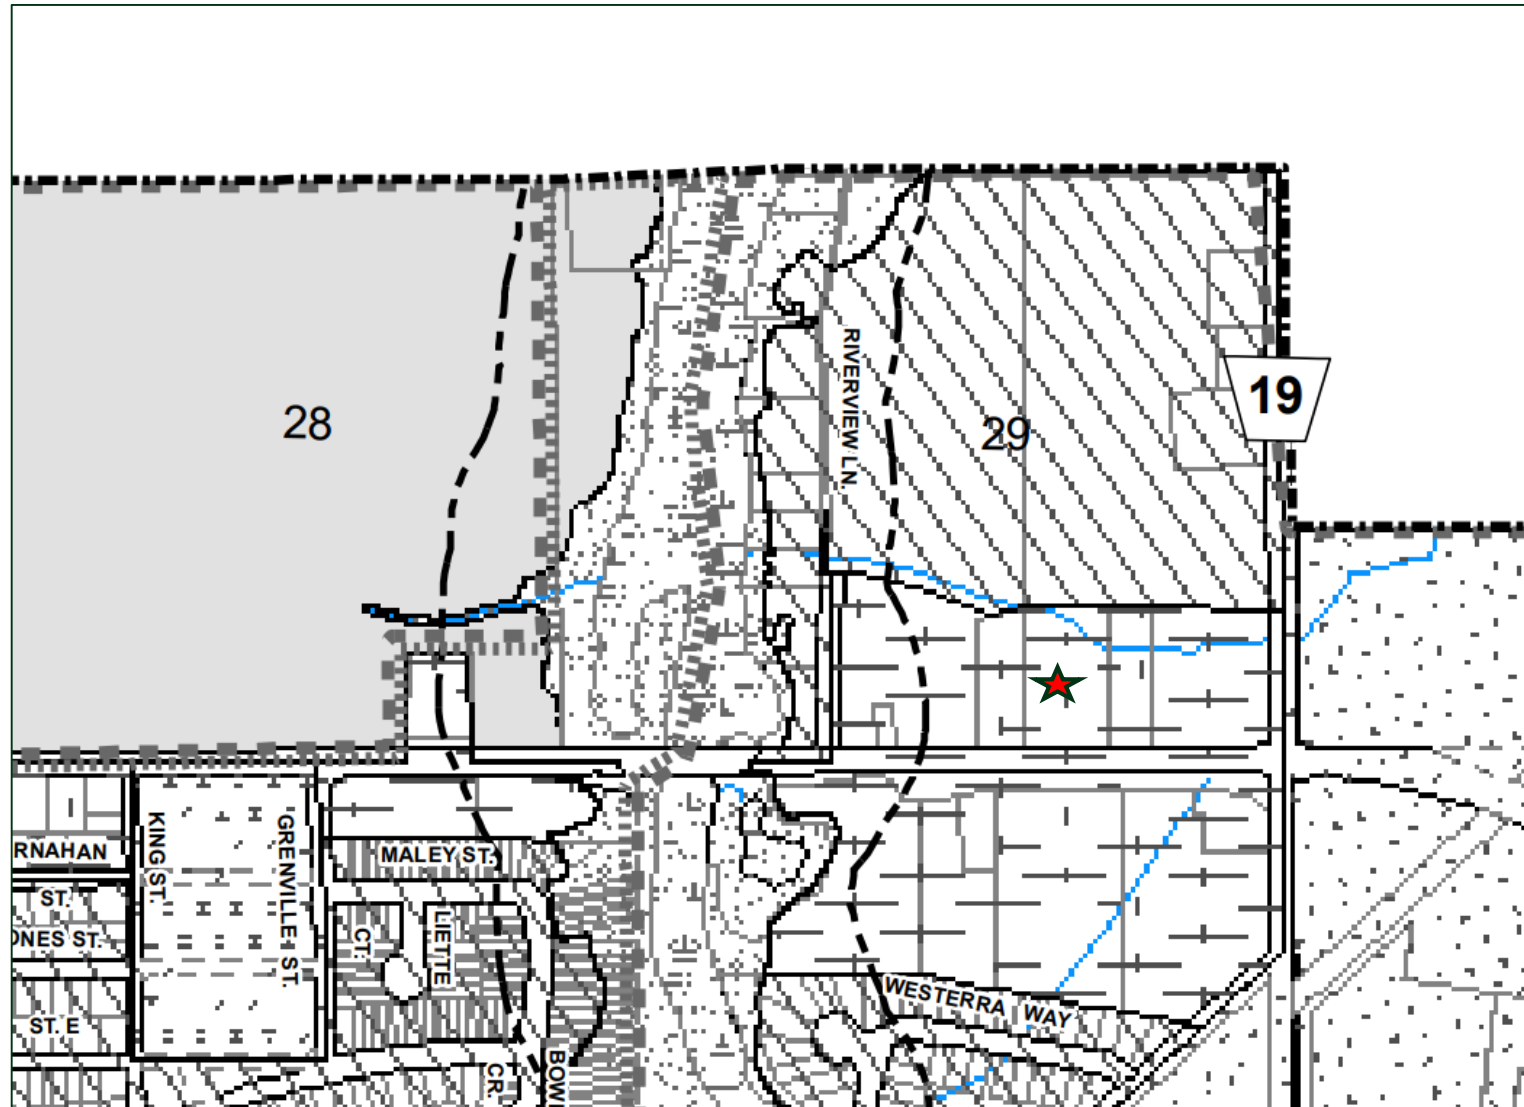 28
29
19
RIVERVIEW LN.
KING ST.
GRENVILLE ST.
RNAHAN
MALEY ST.
ST.
ONES ST.
CT.
LIETTE
ST. E
WESTERRA WAY
CR.
BOWE